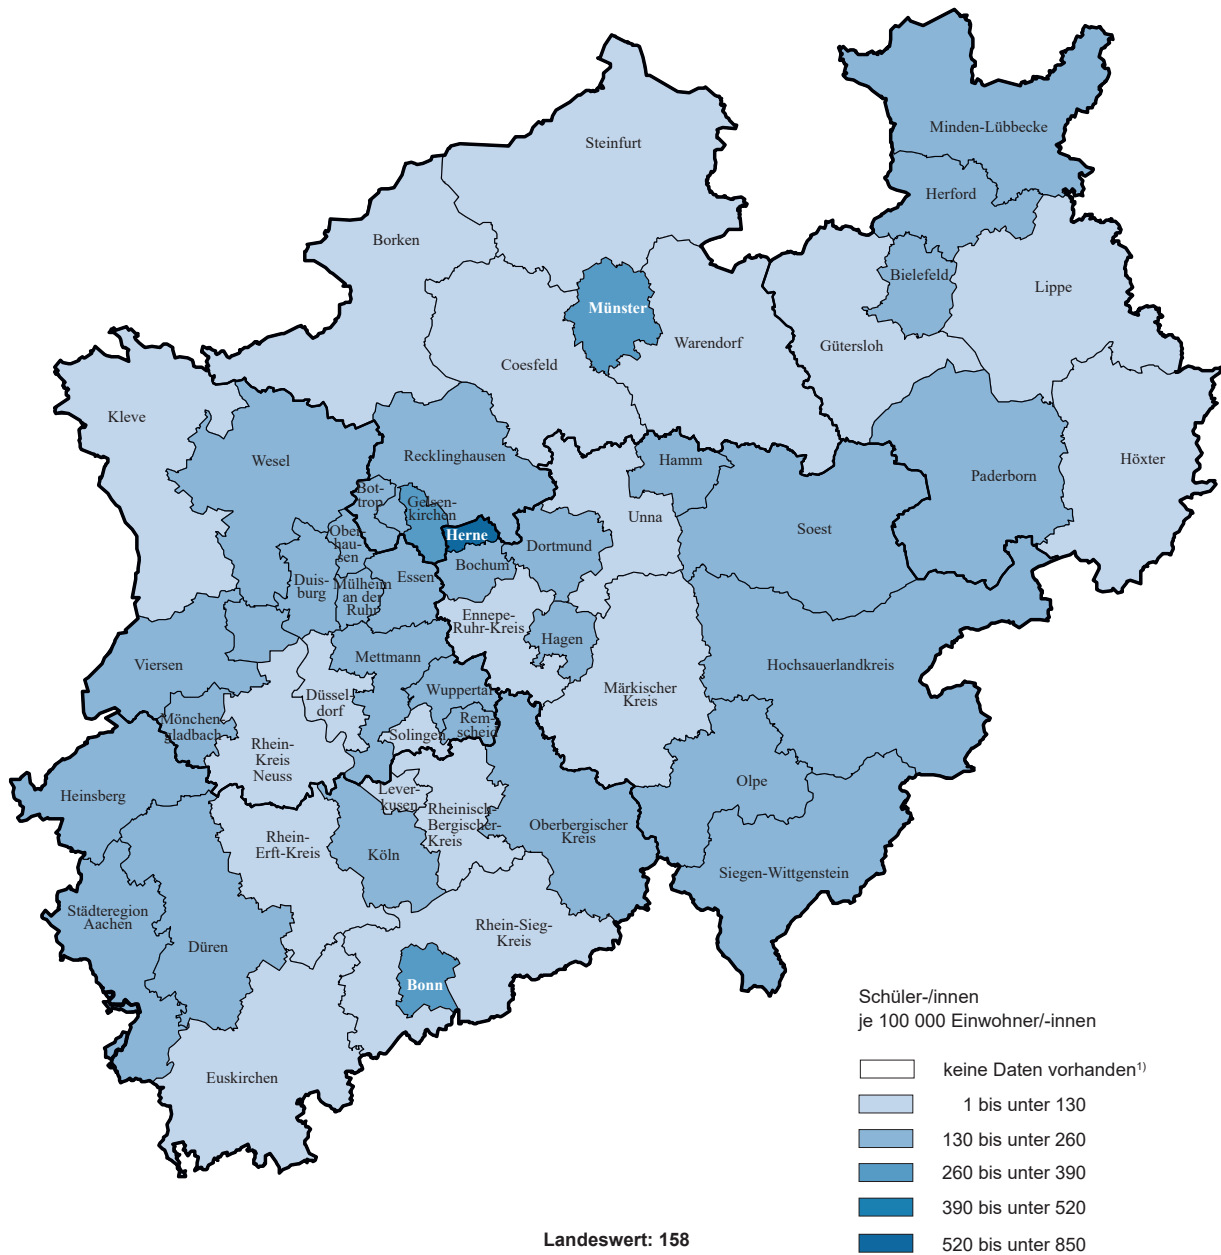 Minden-Lübbecke
Steinfurt
Herford
Borken
Bielefeld
Lippe
Münster
Warendorf
Gütersloh
Coesfeld
Kleve
Recklinghausen
Hamm
Wesel
Höxter
Paderborn
Bot-
trop
Gelsen-
kirchen
Unna
Soest
Ober-
hau-
sen
Herne
Dortmund
Bochum
Essen
Duis-
burg
Mülheim
an der
Ruhr
Ennepe-
Ruhr-Kreis
Hagen
Viersen
Mettmann
Hochsauerlandkreis
Düssel-
dorf
Wuppertal
Märkischer
Kreis
Mönchen-
gladbach
Rem-
scheid
Solingen
Rhein-
Kreis
Neuss
Olpe
Heinsberg
Lever-
kusen
Rheinisch-
Bergischer-
Kreis
Oberbergischer
Kreis
Rhein-
Erft-Kreis
Köln
Siegen-Wittgenstein
Städteregion
Aachen
Düren
Rhein-Sieg-
Kreis
Bonn
Euskirchen
Schüler-/innen
je 100 000 Einwohner/-innen
keine Daten vorhanden¹⁾
1 bis unter 130
130 bis unter 260
260 bis unter 390
390 bis unter 520
520 bis unter 850
Landeswert: 158